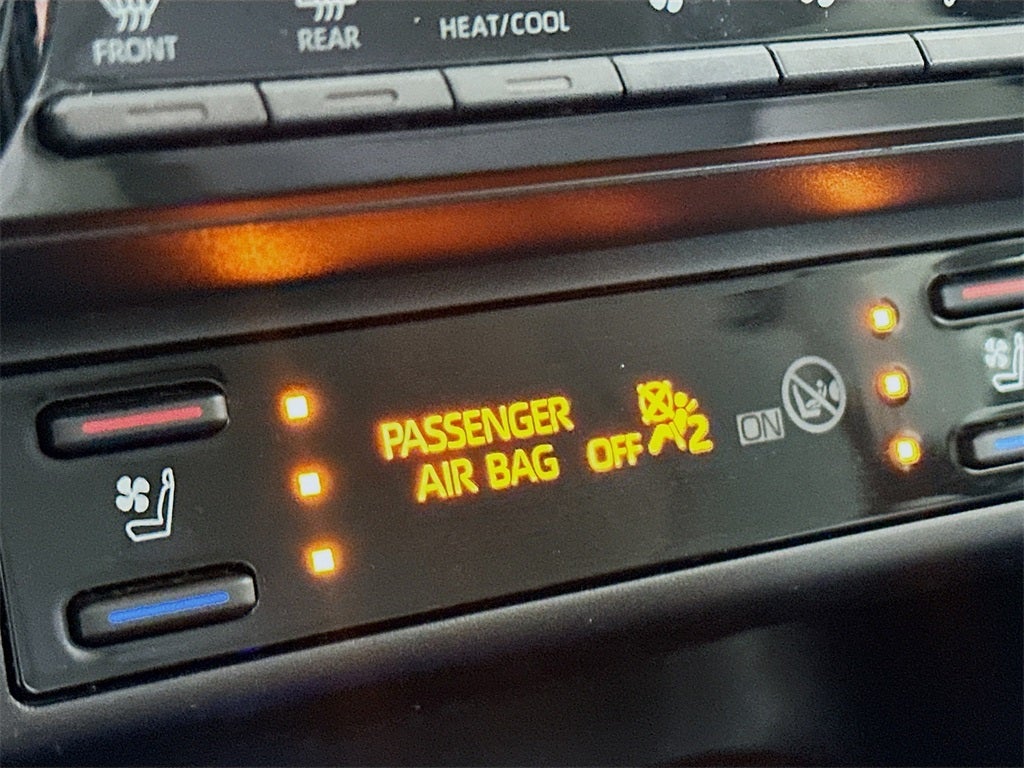 FRONT
REAR
HEAT/COOL
PASSENGER
AIR BAG
OFF 2
ON